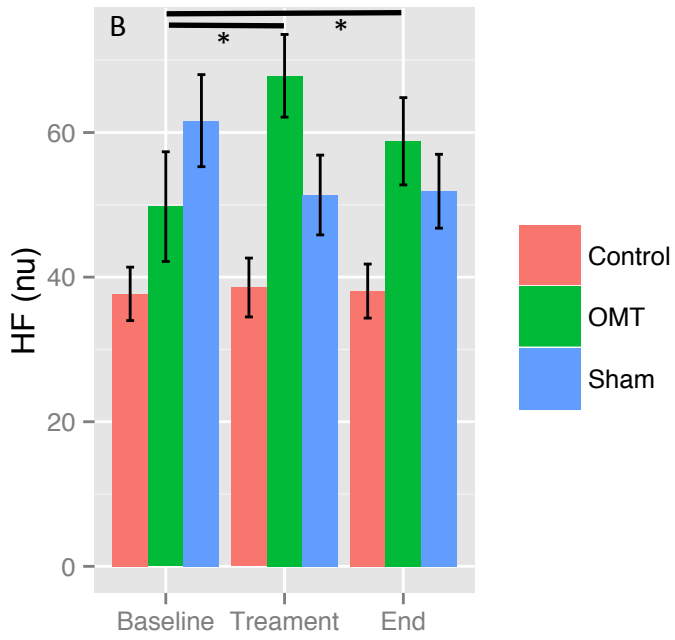 B
*
*
HF (nu)
60
40
20
0
Baseline
Treament
End
Control
OMT
Sham